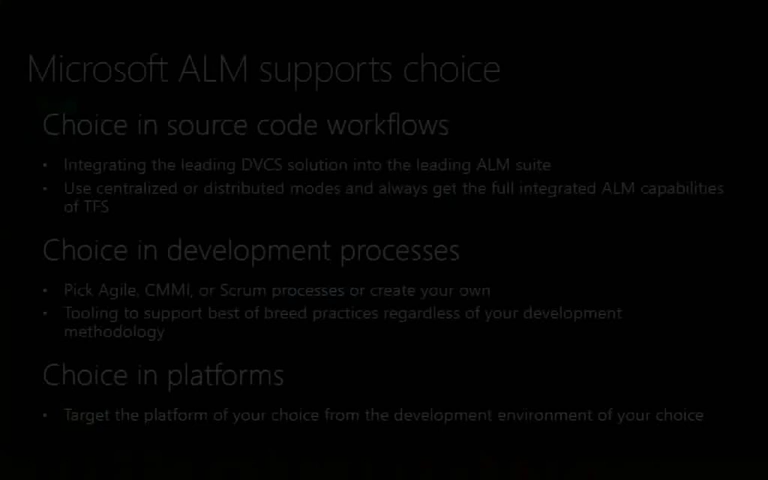 Microsoft ALM supports choice
Choice in source code workflows
• Integrating the leading DVCS solution into the leading ALM suite
• Use centralized or distributed modes and always get the full integrated ALM capabilities
of TFS
Choice in development processes
• Pick Agile, CMMI, or Scrum processes or create your own
• Tooling to support best of breed practices regardless of your development
methodology
Choice in platforms
• Target the platform of your choice from the development environment of your choice